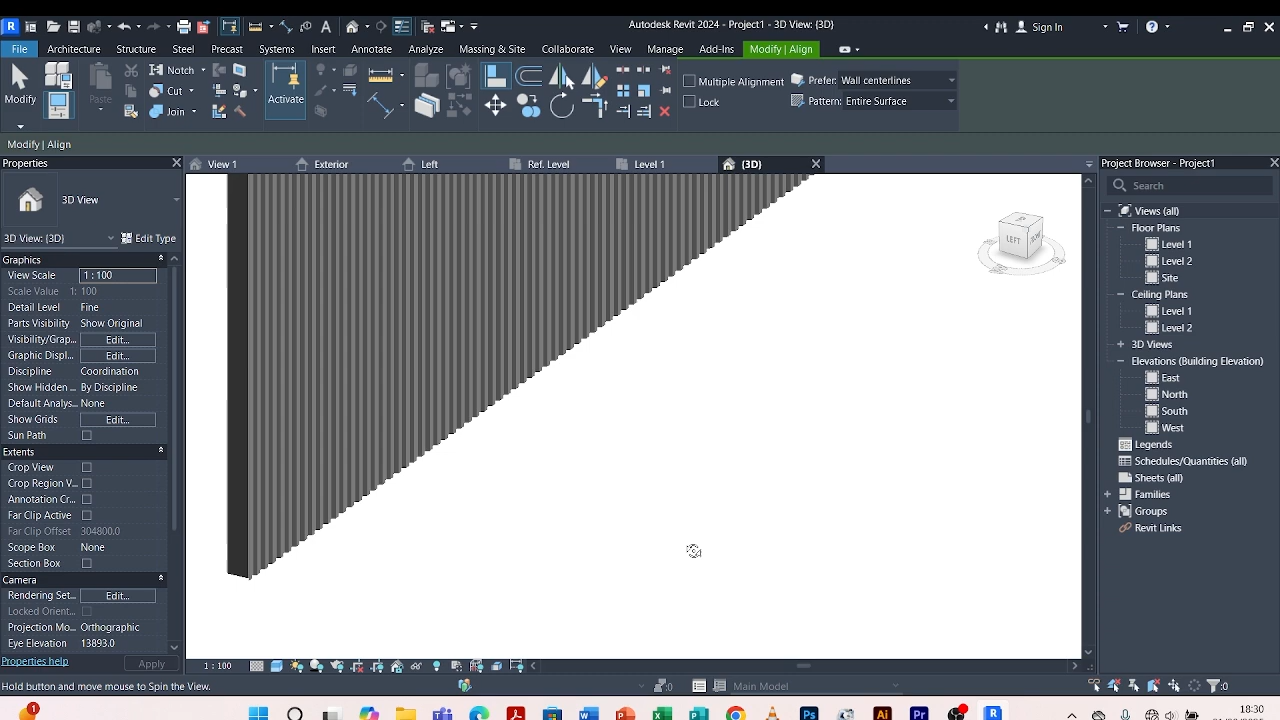 Autodesk Revit 2024 - Project1 - 3D View: {3D}
Sign In
File Architecture Structure Steel Precast Systems Insert Annotate Analyze Massing & Site Collaborate View Manage Add-Ins Modify | Align
Modify
Paste
Notch
Cut
Join
Activate
Multiple Alignment
Lock
Prefer: Wall centerlines
Pattern: Entire Surface
Modify | Align
Properties
3D View
3D View: {3D} Edit Type
Graphics
View Scale 1 : 100
Scale Value 1: 100
Detail Level Fine
Parts Visibility Show Original
Visibility/Grap... Edit...
Graphic Displ... Edit...
Discipline Coordination
Show Hidden ... By Discipline
Default Analys... None
Show Grids Edit...
Sun Path
Extents
Crop View
Crop Region V...
Annotation Cr...
Far Clip Active
Far Clip Offset 304800.0
Scope Box None
Section Box
Camera
Rendering Set... Edit...
Locked Orient...
Projection Mo... Orthographic
Eye Elevation 13893.0
Properties help Apply
View 1 Exterior Left Ref. Level Level 1 {3D}
LEFT
Project Browser - Project1
Search
Views (all)
Floor Plans
Level 1
Level 2
Site
Ceiling Plans
Level 1
Level 2
3D Views
Elevations (Building Elevation)
East
North
South
West
Legends
Schedules/Quantities (all)
Sheets (all)
Families
Groups
Revit Links
1 : 100
Hold button and move mouse to Spin the View.
:0 Main Model :0
1
18:30